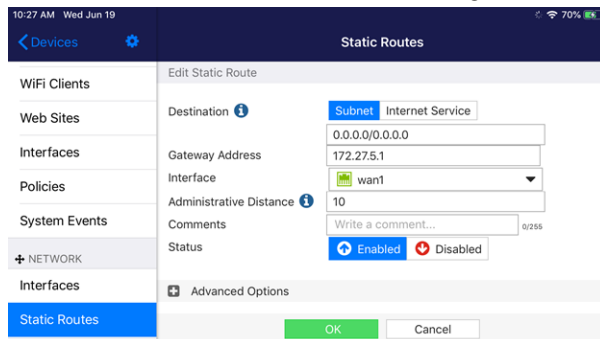 10:27 AM Wed Jun 19
70%
Devices
Static Routes
WiFi Clients
Web Sites
Interfaces
Policies
System Events
NETWORK
Interfaces
Static Routes
Edit Static Route
Destination
Subnet Internet Service
0.0.0.0/0.0.0.0
Gateway Address 172.27.5.1
Interface wan1
Administrative Distance 10
Comments Write a comment... 0/255
Status Enabled Disabled
Advanced Options
OK Cancel